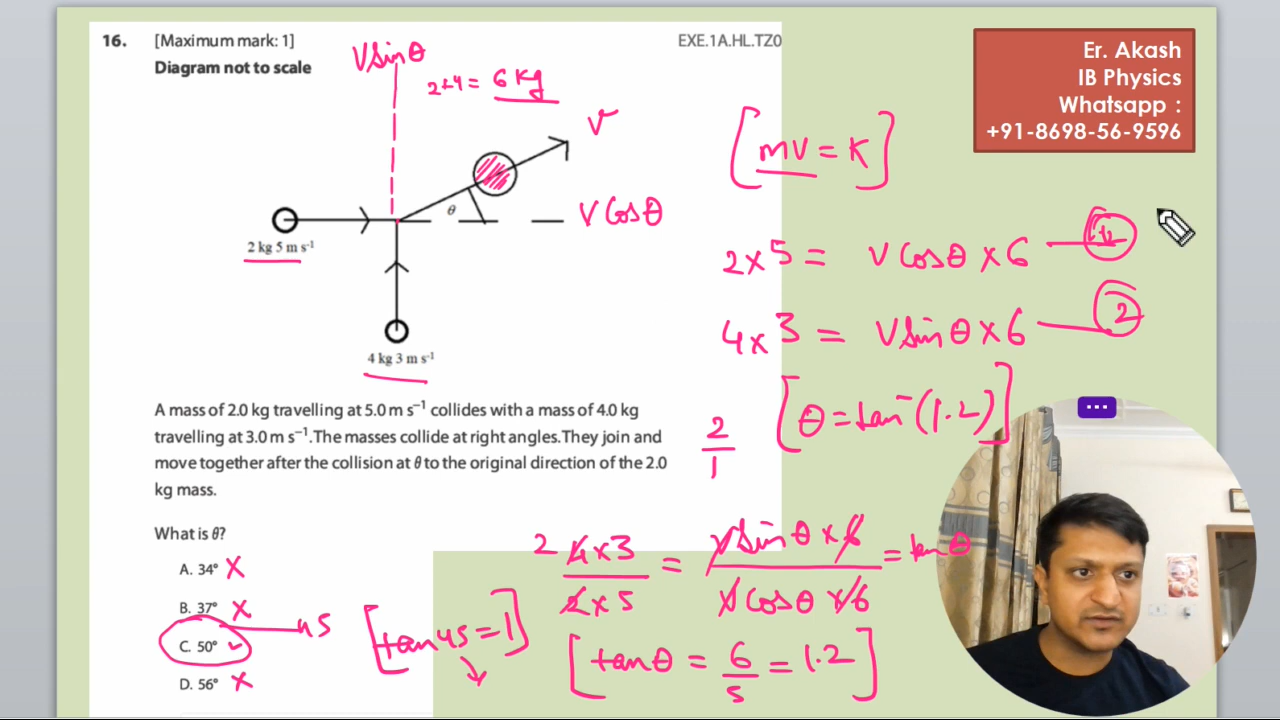 16. [Maximum mark: 1] EXE.1A.HL.TZ0
Diagram not to scale
Er. Akash
IB Physics
Whatsapp :
+91-8698-56-9596
V sin θ
2+4 = 6 kg
V
θ
V cos θ
2 kg 5 m s⁻¹
4 kg 3 m s⁻¹
[mv = K]
2×5 = V cos θ × 6 — 1
4×3 = V sin θ × 6 — 2
[θ = tan⁻(1.2)]
2/1
A mass of 2.0 kg travelling at 5.0 m s⁻¹ collides with a mass of 4.0 kg
travelling at 3.0 m s⁻¹. The masses collide at right angles. They join and
move together after the collision at θ to the original direction of the 2.0
kg mass.
What is θ?
A. 34° ×
B. 37° ×
45
C. 50° ✓
D. 56° ×
[tan 45 = 1]
2 4×3 / 2×5 = V sin θ × 6 / V cos θ × 6 = tan θ
[tan θ = 6/5 = 1.2]